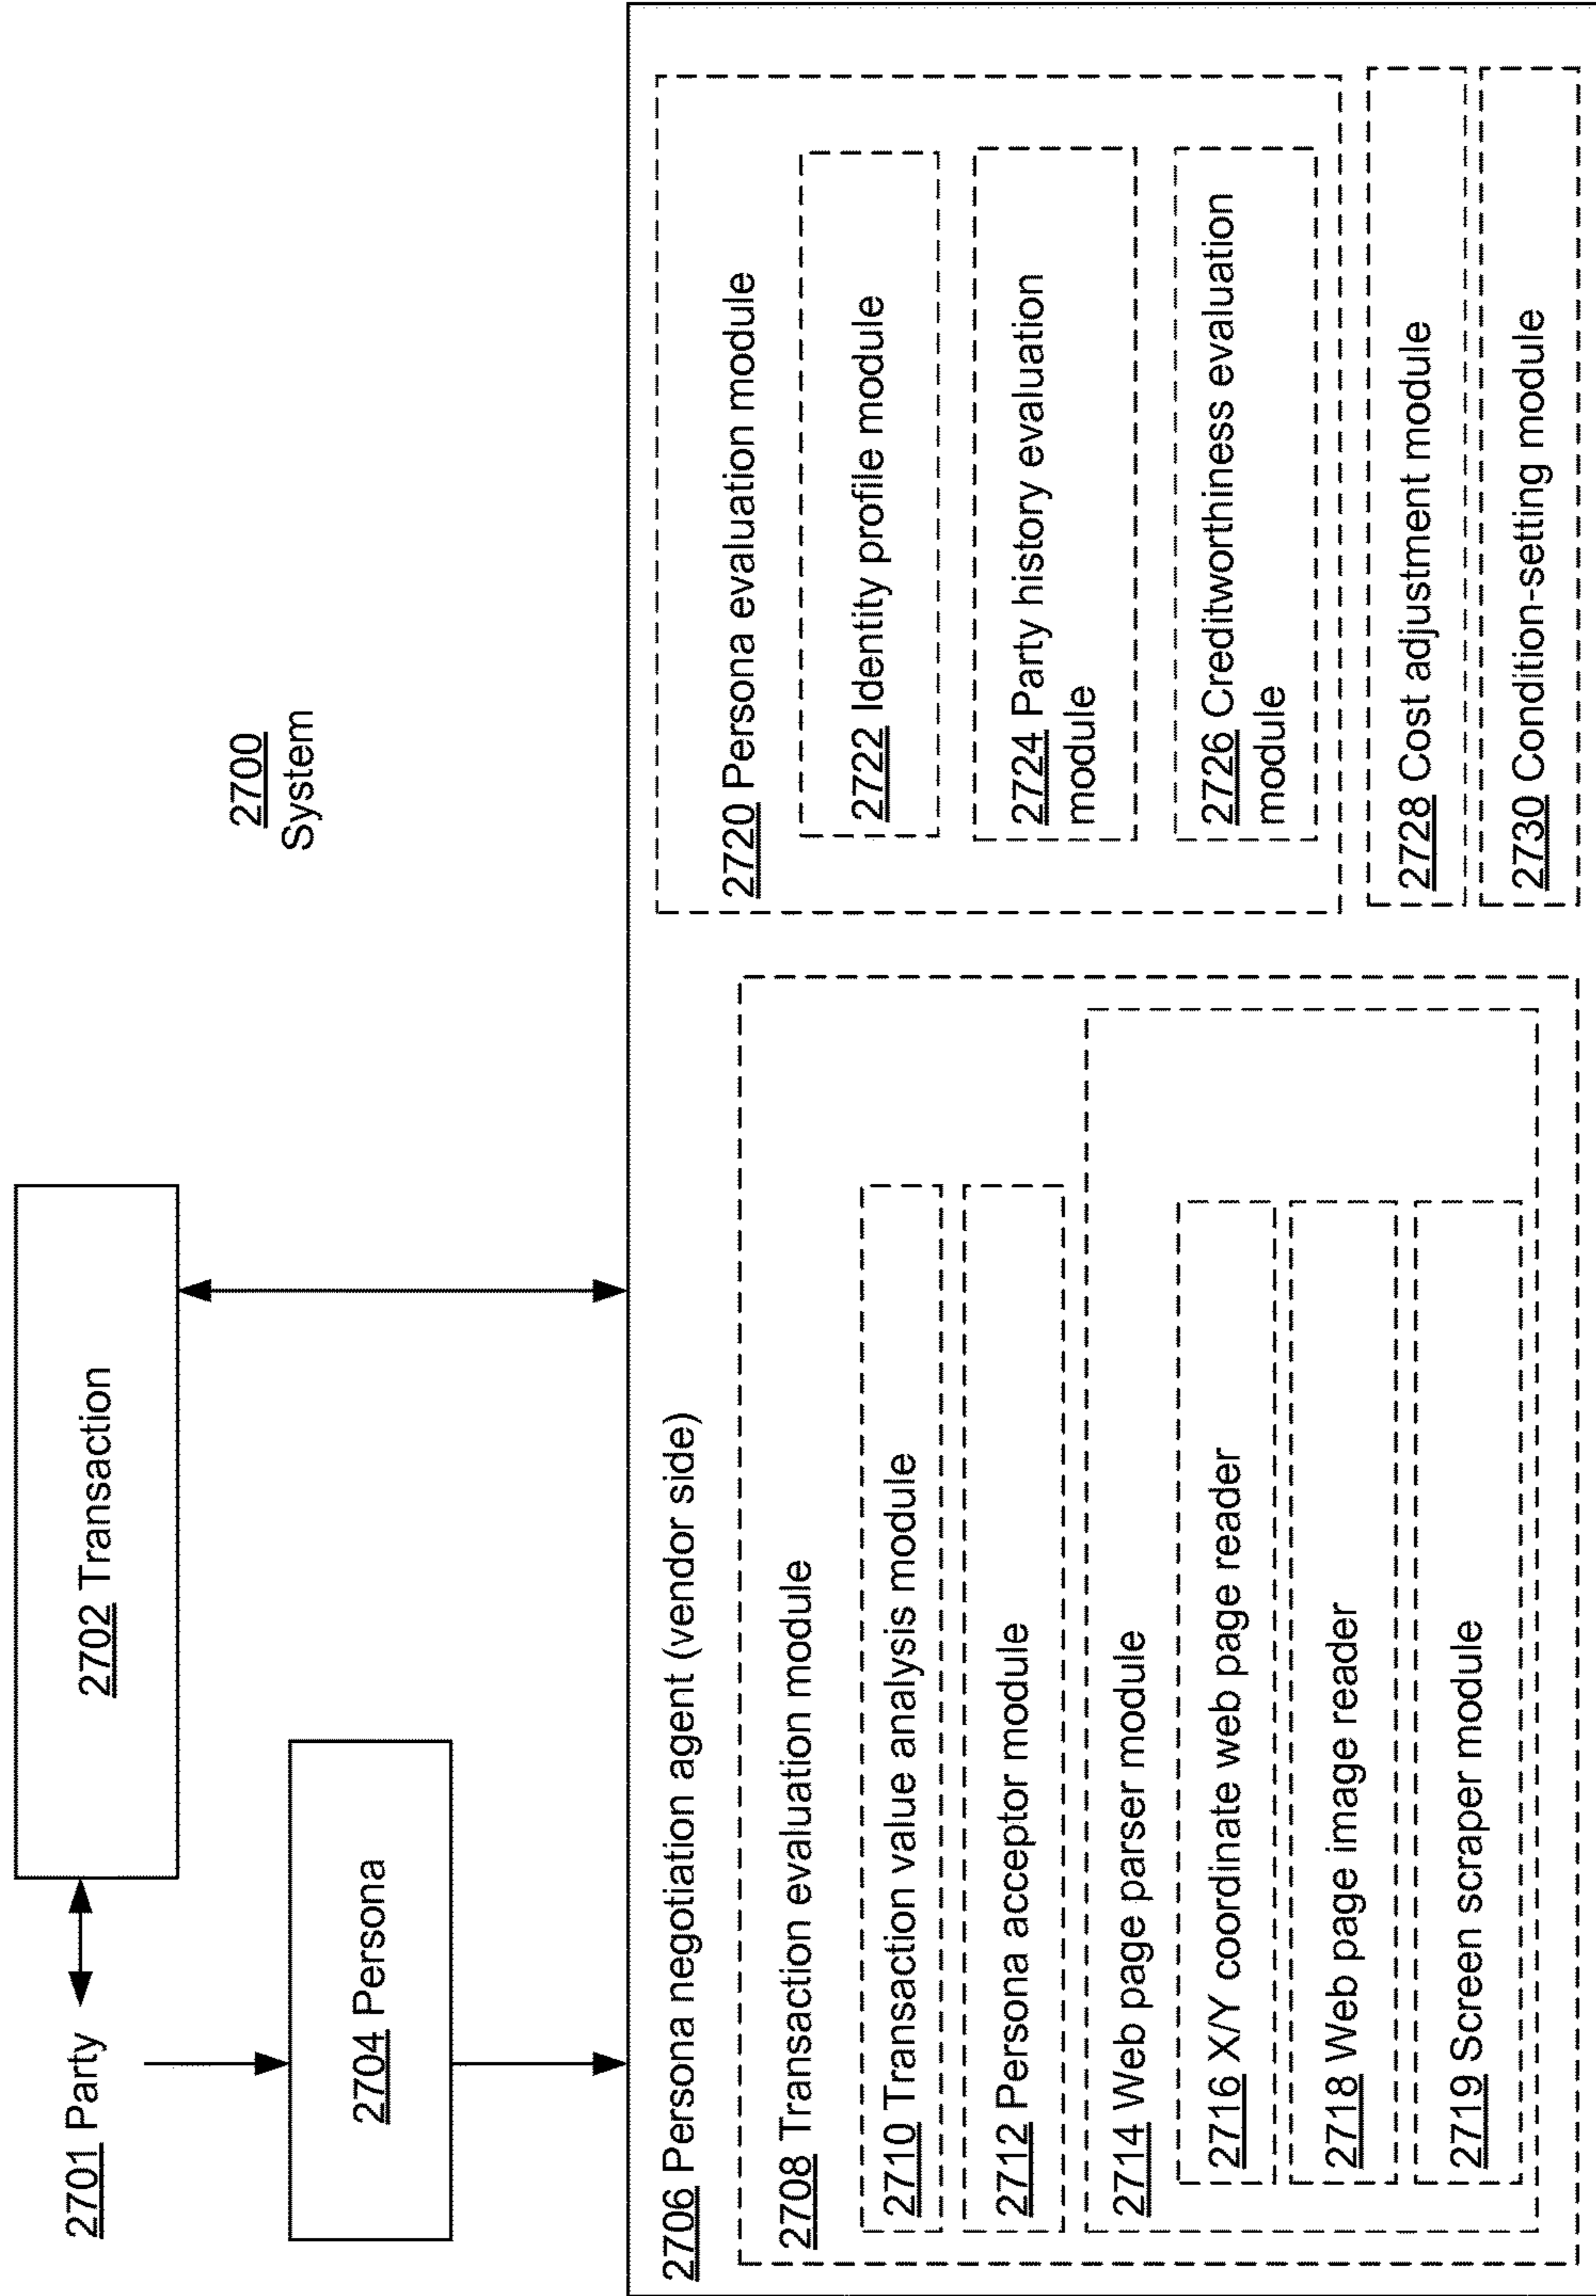 2700
System
2701 Party
2702 Transaction
2704 Persona
2706 Persona negotiation agent (vendor side)
2708 Transaction evaluation module
2710 Transaction value analysis module
2712 Persona acceptor module
2714 Web page parser module
2716 X/Y coordinate web page reader
2718 Web page image reader
2719 Screen scraper module
2720 Persona evaluation module
2722 Identity profile module
2724 Party history evaluation
module
2726 Creditworthiness evaluation
module
2728 Cost adjustment module
2730 Condition-setting module